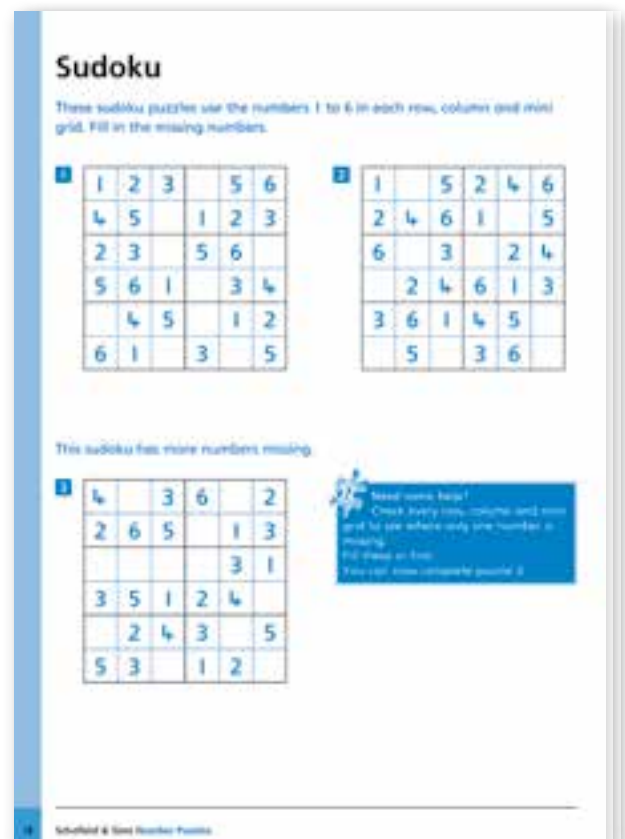 Sudoku
These sudoku puzzles use the numbers 1 to 6 in each row, column and mini
grid. Fill in the missing numbers.
1
1 2 3 5 6
4 5 1 2 3
2 3 5 6
5 6 1 3 4
4 5 1 2
6 1 3 5
2
1 5 2 4 6
2 4 6 1 5
6 3 2 4
2 4 6 1 3
3 6 1 4 5
5 3 6
This sudoku has more numbers missing.
3
4 3 6 2
2 6 5 1 3
3 1
3 5 1 2 4
2 4 3 5
5 3 1 2
Need some help?
Check every row, column and mini
grid to see where only one number is
missing.
Fill these in first.
You can now complete puzzle 3.
Schofield & Sims Number Puzzles